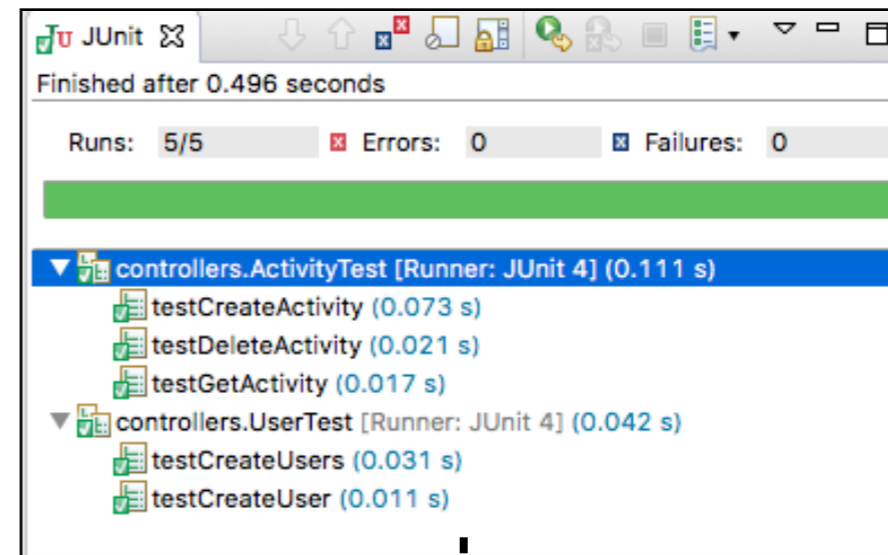 JUnit
Finished after 0.496 seconds
Runs: 5/5 Errors: 0 Failures: 0
controllers.ActivityTest [Runner: JUnit 4] (0.111 s)
testCreateActivity (0.073 s)
testDeleteActivity (0.021 s)
testGetActivity (0.017 s)
controllers.UserTest [Runner: JUnit 4] (0.042 s)
testCreateUsers (0.031 s)
testCreateUser (0.011 s)